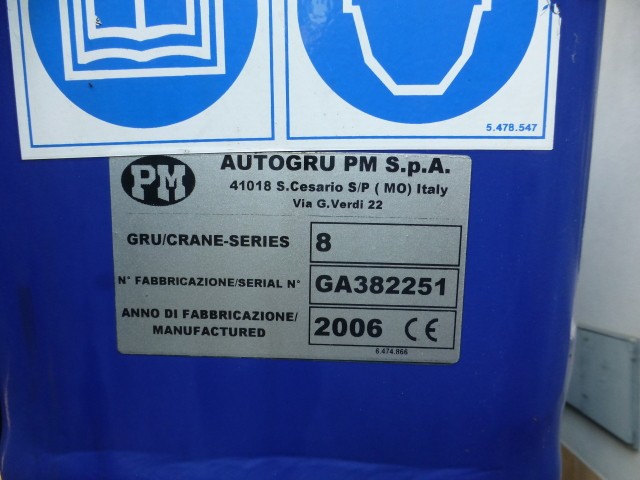 5.478.547
PM
AUTOGRU PM S.p.A.
41018 S.Cesario S/P ( MO) Italy
Via G.Verdi 22
GRU/CRANE-SERIES 8
N° FABBRICAZIONE/SERIAL N° GA382251
ANNO DI FABBRICAZIONE/
MANUFACTURED 2006 CE
6.474.866